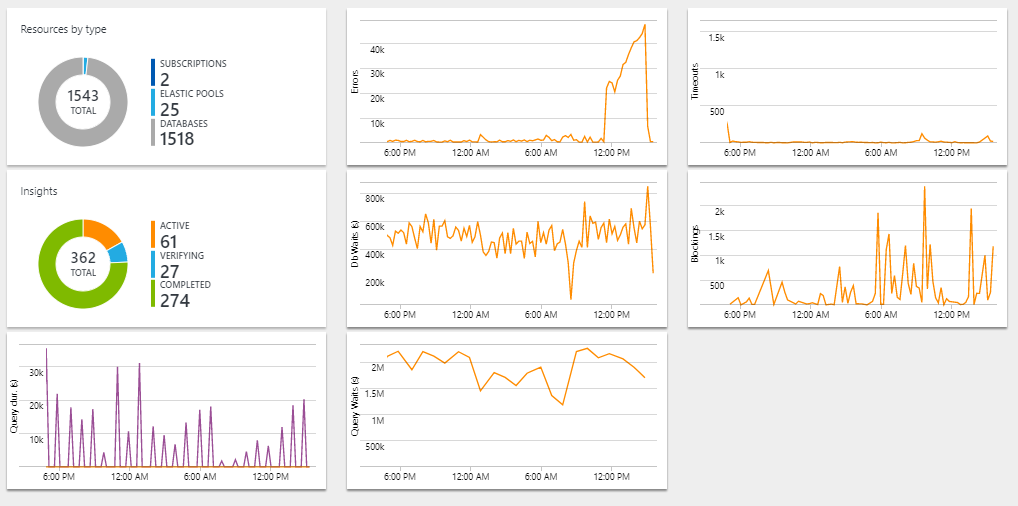 Resources by type
1543
TOTAL
SUBSCRIPTIONS
2
ELASTIC POOLS
25
DATABASES
1518
Errors
40k
30k
20k
10k
6:00 PM 12:00 AM 6:00 AM 12:00 PM
Timeouts
1.5k
1k
500
6:00 PM 12:00 AM 6:00 AM 12:00 PM
Insights
362
TOTAL
ACTIVE
61
VERIFYING
27
COMPLETED
274
Db Waits (s)
800k
600k
400k
200k
6:00 PM 12:00 AM 6:00 AM 12:00 PM
Blockings
2k
1.5k
1k
500
6:00 PM 12:00 AM 6:00 AM 12:00 PM
Query dur. (s)
30k
20k
10k
6:00 PM 12:00 AM 6:00 AM 12:00 PM
Query Waits (s)
2M
1.5M
1M
500k
6:00 PM 12:00 AM 6:00 AM 12:00 PM